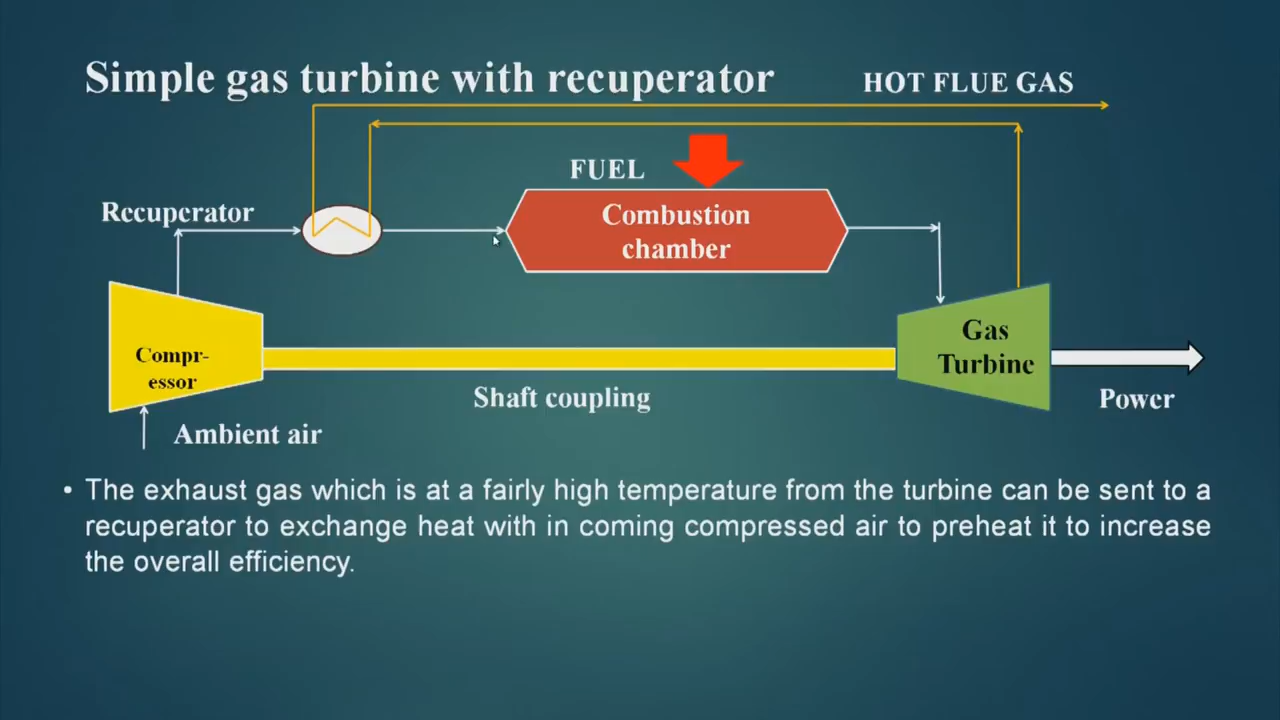 Simple gas turbine with recuperator
HOT FLUE GAS
FUEL
Recuperator
Combustion
chamber
Compr-
essor
Gas
Turbine
Shaft coupling
Power
Ambient air
• The exhaust gas which is at a fairly high temperature from the turbine can be sent to a
recuperator to exchange heat with in coming compressed air to preheat it to increase
the overall efficiency.